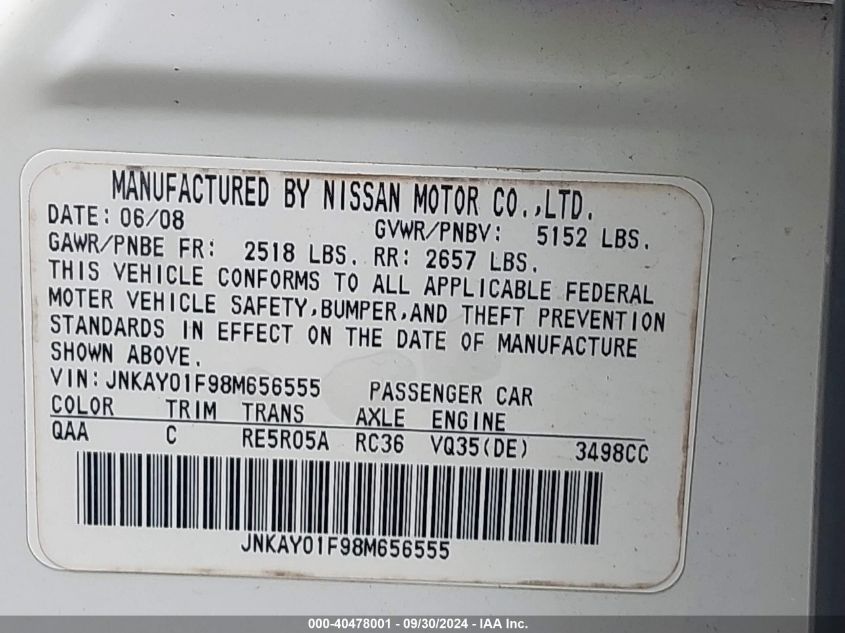 MANUFACTURED BY NISSAN MOTOR CO.,LTD.
DATE: 06/08 GVWR/PNBV: 5152 LBS.
GAWR/PNBE FR: 2518 LBS. RR: 2657 LBS.
THIS VEHICLE CONFORMS TO ALL APPLICABLE FEDERAL
MOTER VEHICLE SAFETY,BUMPER,AND THEFT PREVENTION
STANDARDS IN EFFECT ON THE DATE OF MANUFACTURE
SHOWN ABOVE.
VIN:JNKAY01F98M656555 PASSENGER CAR
COLOR TRIM TRANS AXLE ENGINE
QAA C RE5R05A RC36 VQ35(DE) 3498CC
JNKAY01F98M656555
000-40478001 - 09/30/2024 - IAA Inc.